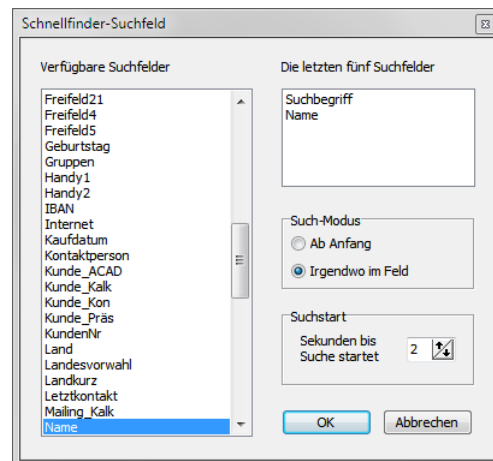 Schnellfinder-Suchfeld
Verfügbare Suchfelder
Freifeld21
Freifeld4
Freifeld5
Geburtstag
Gruppen
Handy1
Handy2
IBAN
Internet
Kaufdatum
Kontaktperson
Kunde_ACAD
Kunde_Kalk
Kunde_Kon
Kunde_Präs
KundenNr
Land
Landesvorwahl
Landkurz
Letztkontakt
Mailing_Kalk
Name
Die letzten fünf Suchfelder
Suchbegriff
Name
Such-Modus
Ab Anfang
Irgendwo im Feld
Suchstart
Sekunden bis
Suche startet
2
OK
Abbrechen